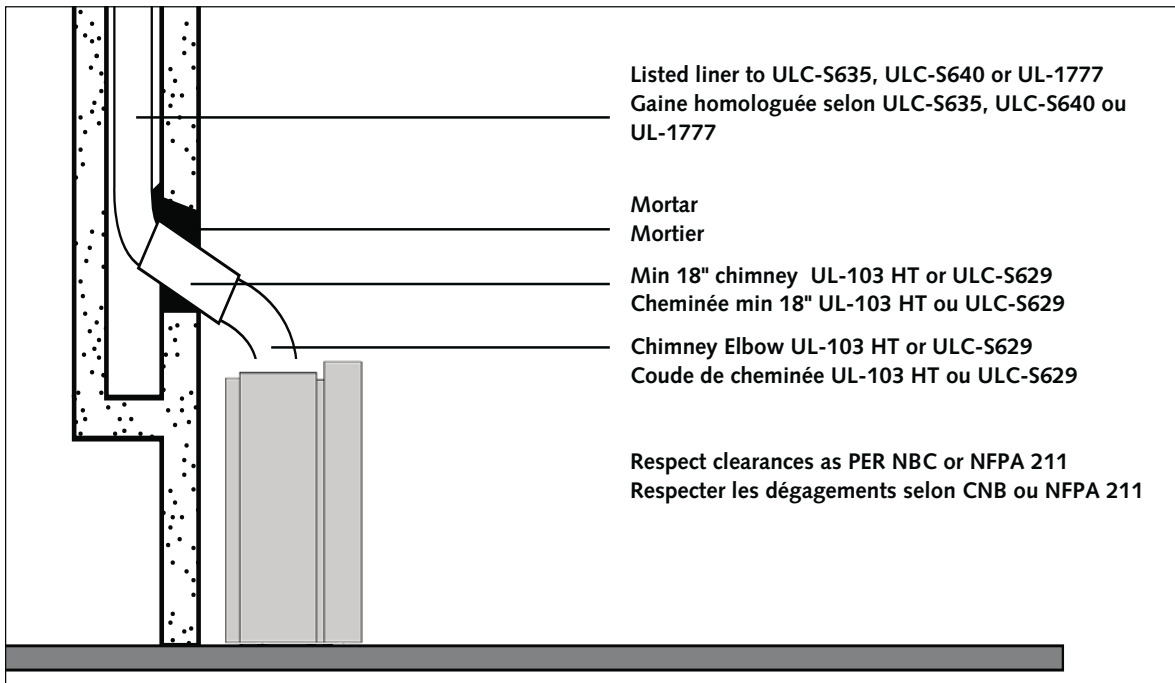 Listed liner to ULC-S635, ULC-S640 or UL-1777
Gaine homologuée selon ULC-S635, ULC-S640 ou
UL-1777
Mortar
Mortier
Min 18" chimney UL-103 HT or ULC-S629
Cheminée min 18" UL-103 HT ou ULC-S629
Chimney Elbow UL-103 HT or ULC-S629
Coude de cheminée UL-103 HT ou ULC-S629
Respect clearances as PER NBC or NFPA 211
Respecter les dégagements selon CNB ou NFPA 211